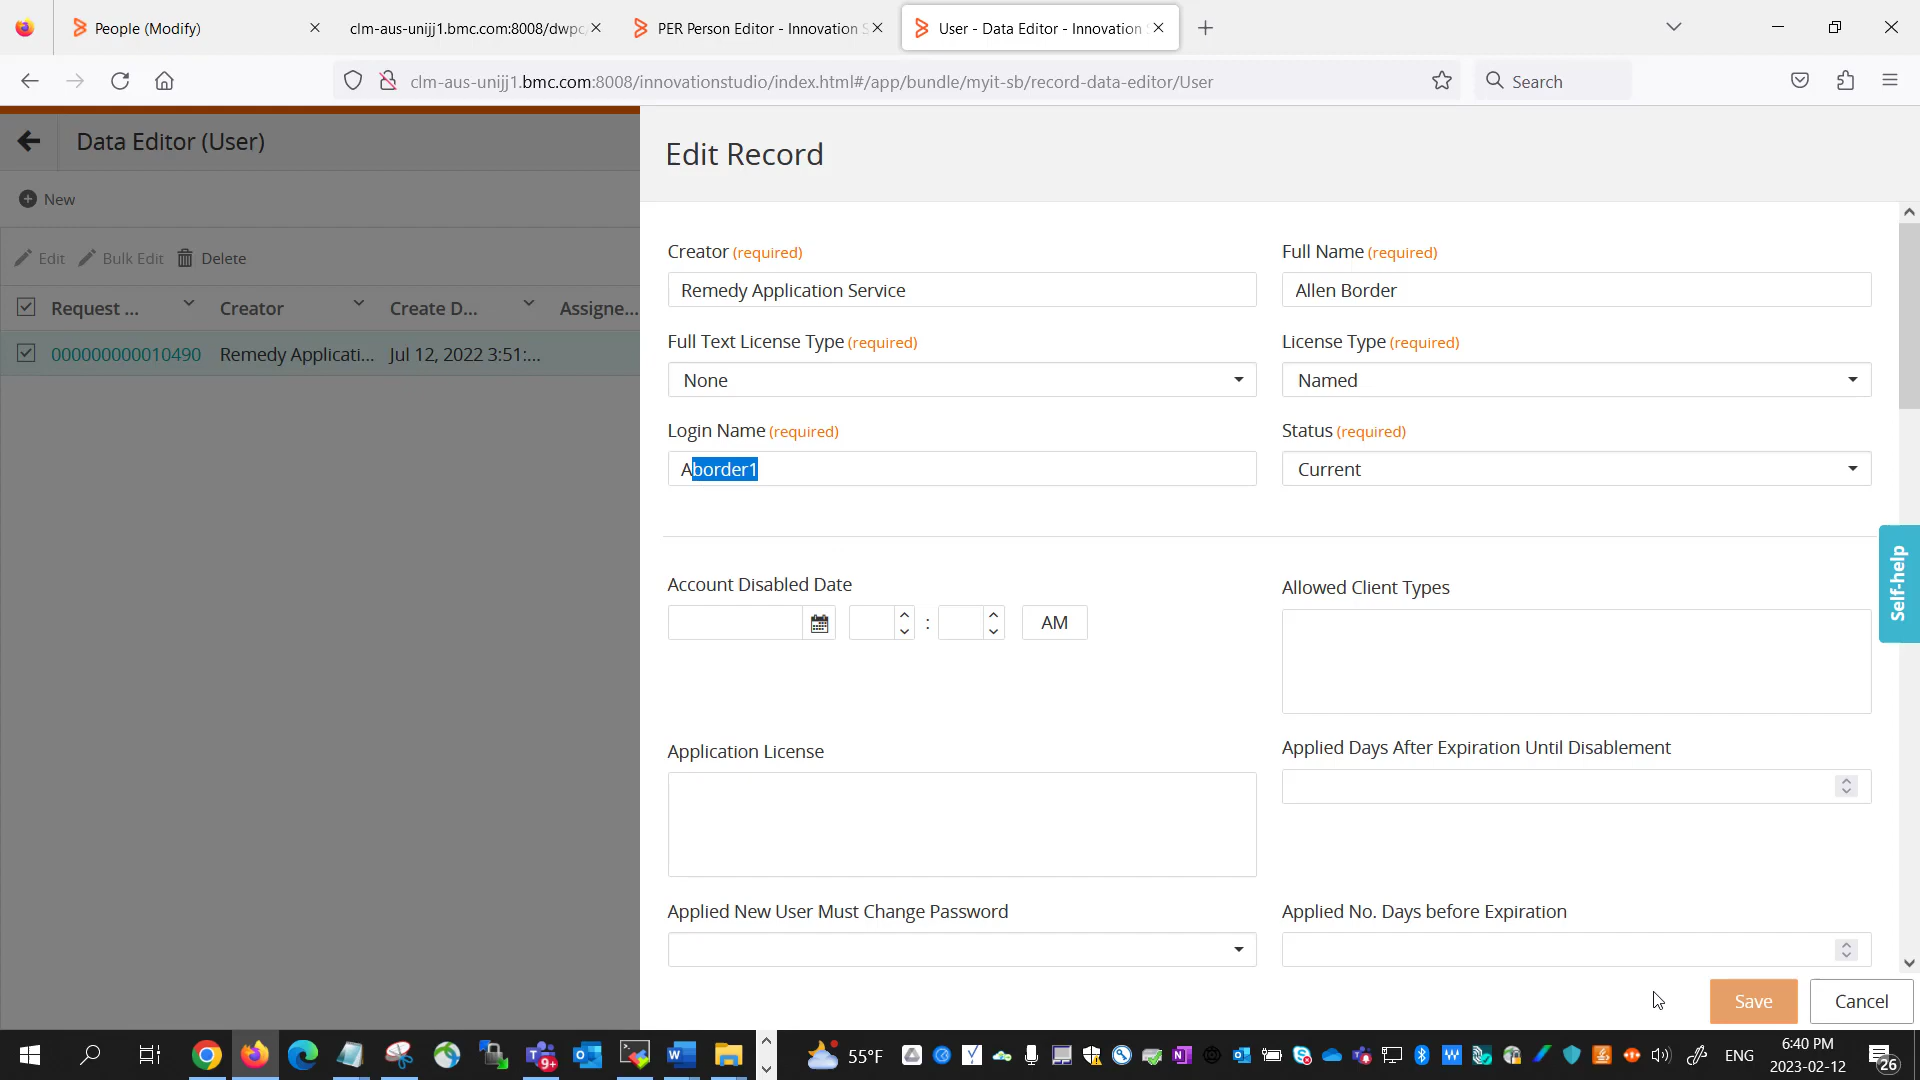 People (Modify)
clm-aus-unijj1.bmc.com:8008/dwpc
PER Person Editor - Innovation S
User - Data Editor - Innovation
clm-aus-unijj1.bmc.com:8008/innovationstudio/index.html#/app/bundle/myit-sb/record-data-editor/User
Search
Data Editor (User)
New
Edit
Bulk Edit
Delete
Request ...
Creator
Create D...
Assigne...
000000000010490
Remedy Applicati...
Jul 12, 2022 3:51:...
Edit Record
Creator (required)
Full Name (required)
Remedy Application Service
Allen Border
Full Text License Type (required)
License Type (required)
None
Named
Login Name (required)
Status (required)
Aborder1
Current
Account Disabled Date
Allowed Client Types
:
AM
Self-help
Application License
Applied Days After Expiration Until Disablement
Applied New User Must Change Password
Applied No. Days before Expiration
Save
Cancel
9+
55°F
ENG
6:40 PM
2023-02-12
26